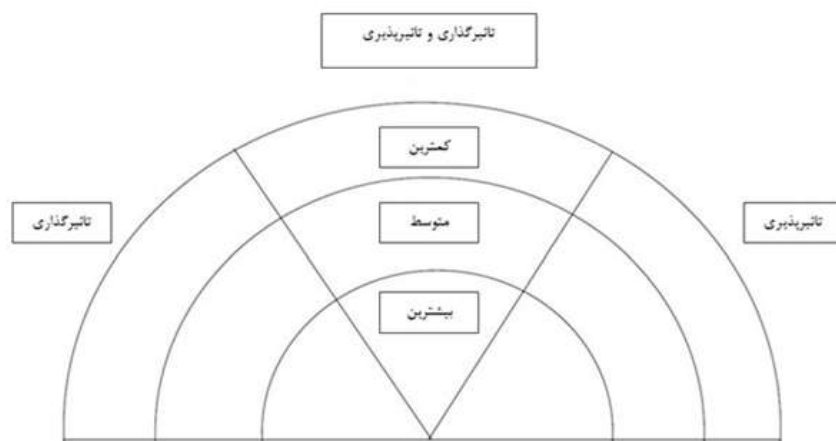 تاثیرگذاری و تاثیرپذیری
کمترین
متوسط
تاثیرپذیری
تاثیرگذاری
بیشترین